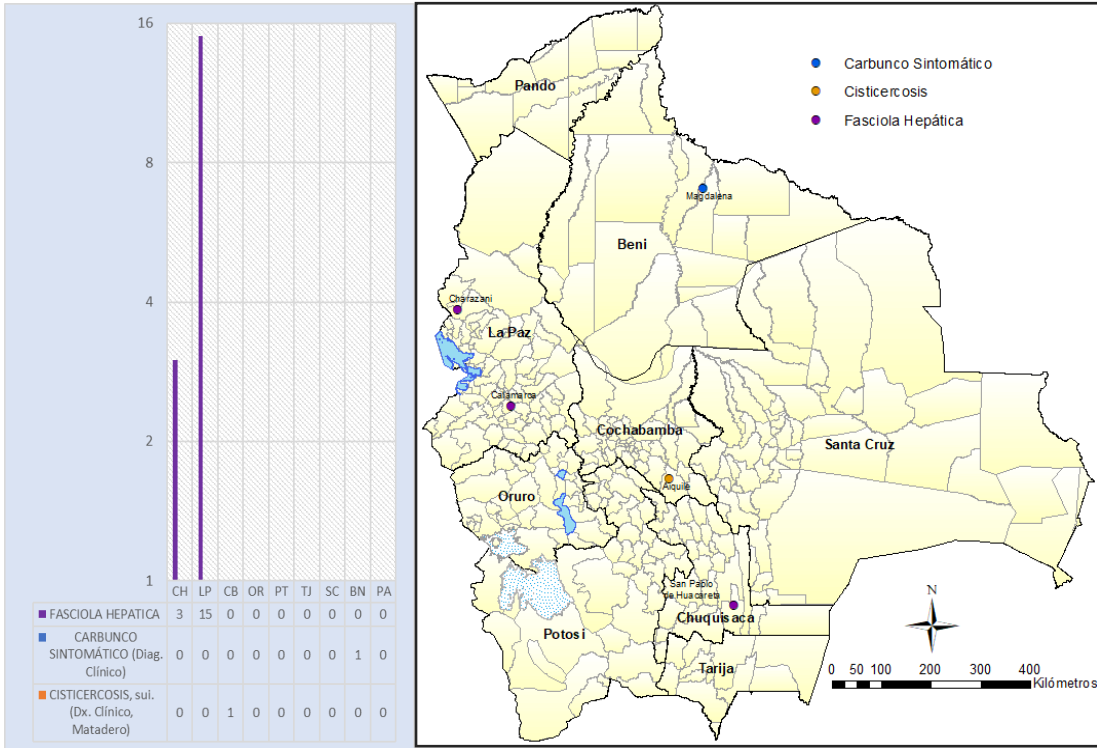 16
8
4
2
1
CH LP CB OR PT TJ SC BN PA
FASCIOLA HEPATICA 3 15 0 0 0 0 0 0 0
CARBUNCO
SINTOMÁTICO (Diag.
Clínico) 0 0 0 0 0 0 0 1 0
CISTICERCOSIS, sui.
(Dx. Clínico,
Matadero) 0 0 1 0 0 0 0 0 0
Carbunco Sintomático
Cisticercosis
Fasciola Hepática
Pando
Magdalena
Beni
Charazani
La Paz
Calamarca
Cochabamba
Santa Cruz
Aiquile
Oruro
San Pablo
de Huacareta
Chuquisaca
Potosi
Tarija
N
0 50 100 200 300 400
Kilómetros